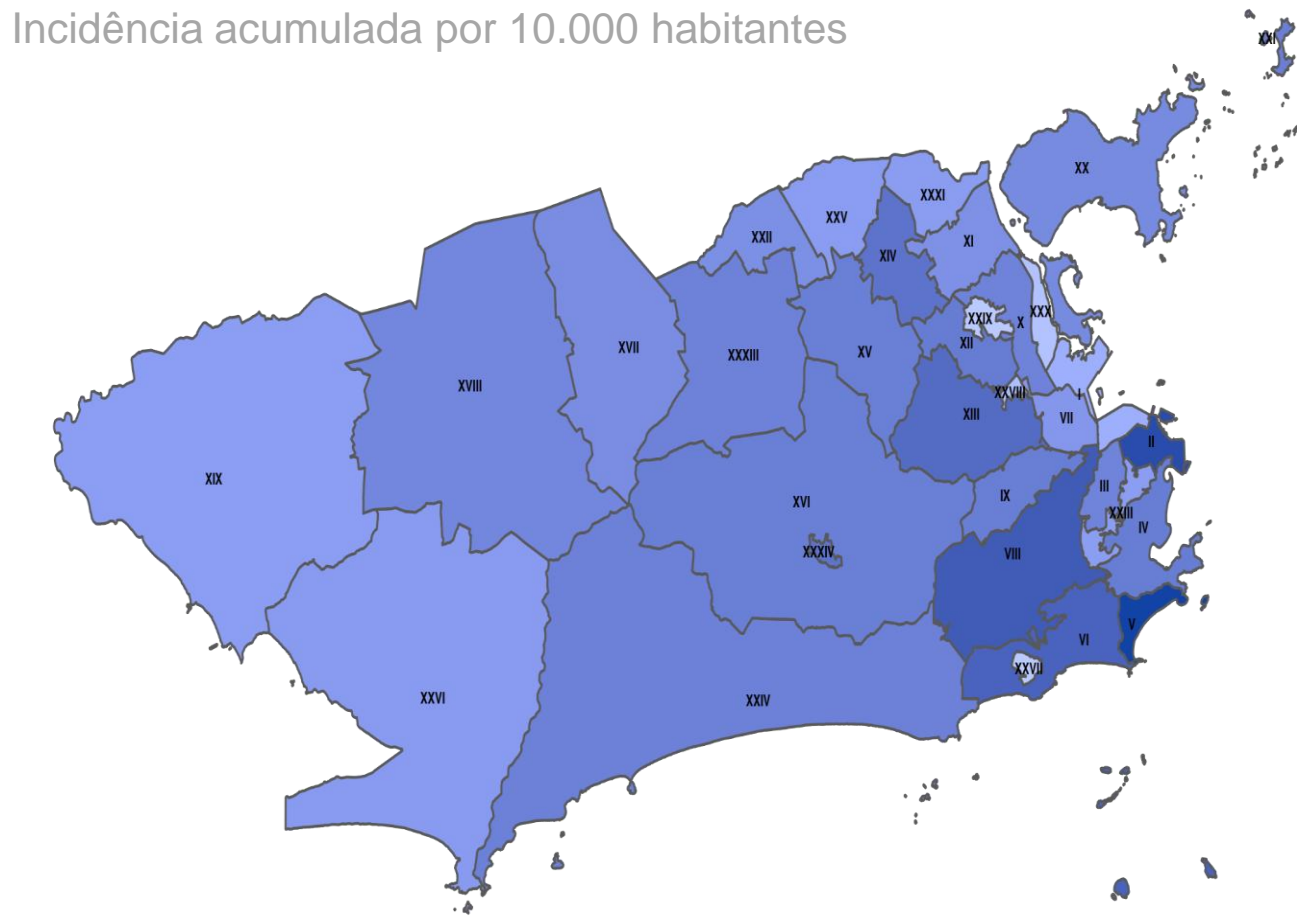 Incidência acumulada por 10.000 habitantes
XXI
XX
XXXI
XXV
XXII
XI
XIV
XXX
XXIX
X
XII
XVII
XV
XXXIII
XVIII
XXVIII
I
XIII
VII
II
XIX
III
IX
XVI
XXIII
IV
XXXIV
VIII
V
VI
XXVII
XXVI
XXIV